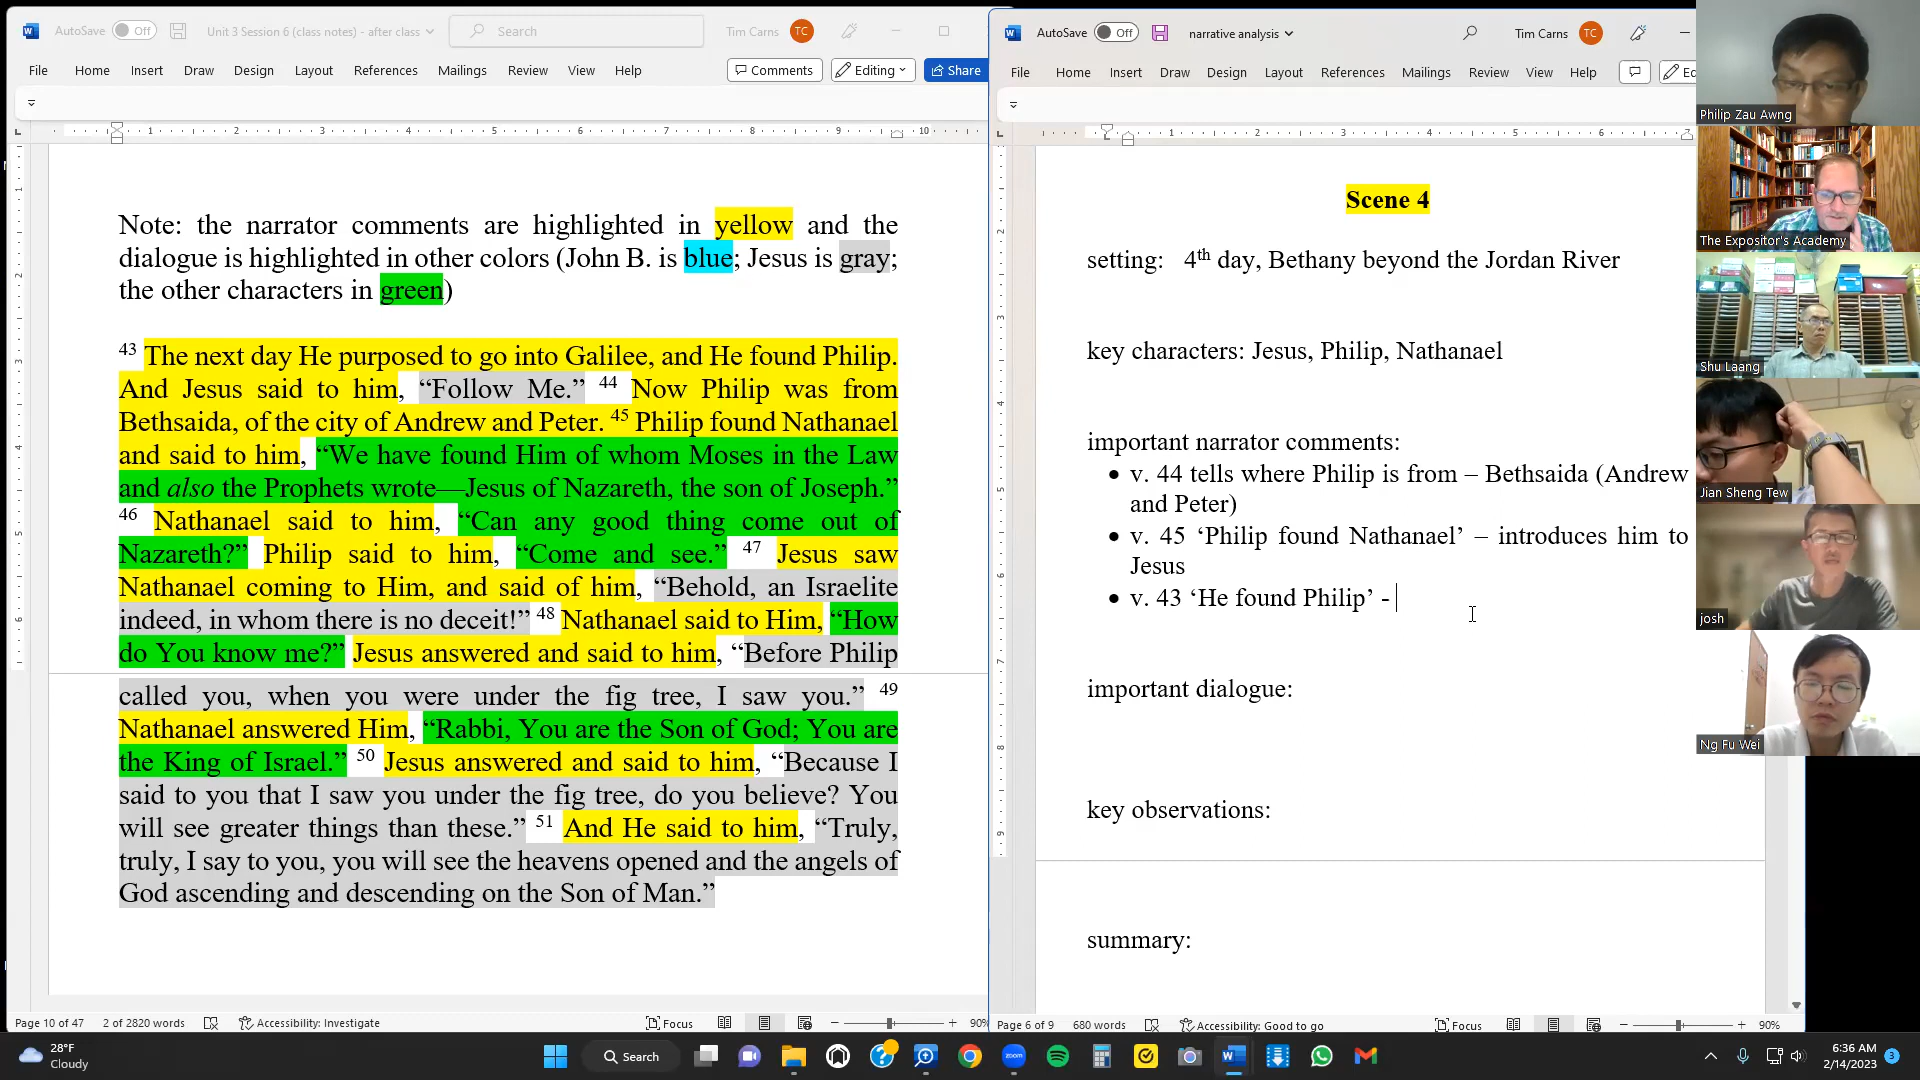 AutoSave Off Unit 3 Session 6 (class notes) - after class Search Tim Carns TC
File Home Insert Draw Design Layout References Mailings Review View Help Comments Editing Share
Note: the narrator comments are highlighted in yellow and the
dialogue is highlighted in other colors (John B. is blue; Jesus is gray;
the other characters in green)
43 The next day He purposed to go into Galilee, and He found Philip.
And Jesus said to him, “Follow Me.” 44 Now Philip was from
Bethsaida, of the city of Andrew and Peter. 45 Philip found Nathanael
and said to him, “We have found Him of whom Moses in the Law
and also the Prophets wrote—Jesus of Nazareth, the son of Joseph.”
46 Nathanael said to him, “Can any good thing come out of
Nazareth?” Philip said to him, “Come and see.” 47 Jesus saw
Nathanael coming to Him, and said of him, “Behold, an Israelite
indeed, in whom there is no deceit!” 48 Nathanael said to Him, “How
do You know me?” Jesus answered and said to him, “Before Philip
called you, when you were under the fig tree, I saw you.” 49
Nathanael answered Him, “Rabbi, You are the Son of God; You are
the King of Israel.” 50 Jesus answered and said to him, “Because I
said to you that I saw you under the fig tree, do you believe? You
will see greater things than these.” 51 And He said to him, “Truly,
truly, I say to you, you will see the heavens opened and the angels of
God ascending and descending on the Son of Man.”
Page 10 of 47 2 of 2820 words Accessibility: Investigate Focus 90%
AutoSave Off narrative analysis Tim Carns TC
File Home Insert Draw Design Layout References Mailings Review View Help
Scene 4
setting: 4th day, Bethany beyond the Jordan River
key characters: Jesus, Philip, Nathanael
important narrator comments:
• v. 44 tells where Philip is from – Bethsaida (Andrew
and Peter)
• v. 45 ‘Philip found Nathanael’ – introduces him to
Jesus
• v. 43 ‘He found Philip’ -
important dialogue:
key observations:
summary:
Page 6 of 9 680 words Accessibility: Good to go Focus 90%
Philip Zau Awng
The Expositor's Academy
Shu Laang
Jian Sheng Tew
josh
Ng Fu Wei
28°F
Cloudy
Search
zoom
6:36 AM
2/14/2023
3